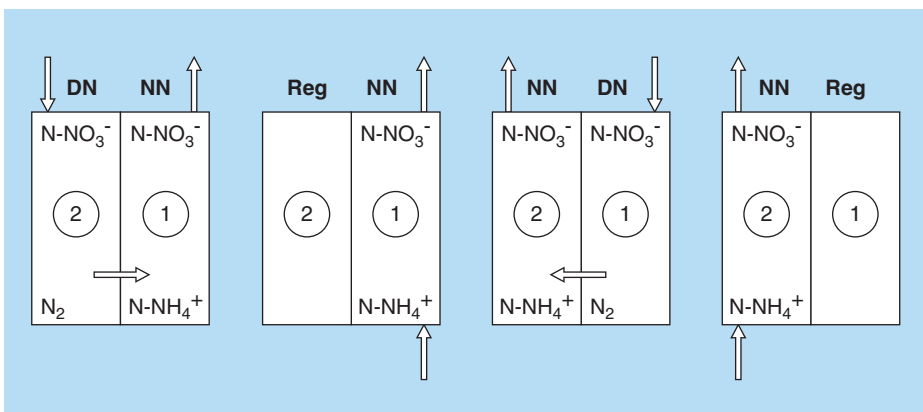 DN NN
N-NO₃⁻ N-NO₃⁻
2 1
N₂ N-NH₄⁺
Reg NN
N-NO₃⁻
2 1
N-NH₄⁺
NN DN
N-NO₃⁻
2 1
N-NH₄⁺ N₂
NN Reg
N-NO₃⁻
2 1
N-NH₄⁺